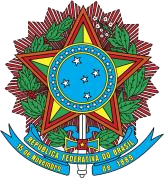 REPÚBLICA FEDERATIVA DO BRASIL
15 de Novembro
de 1889